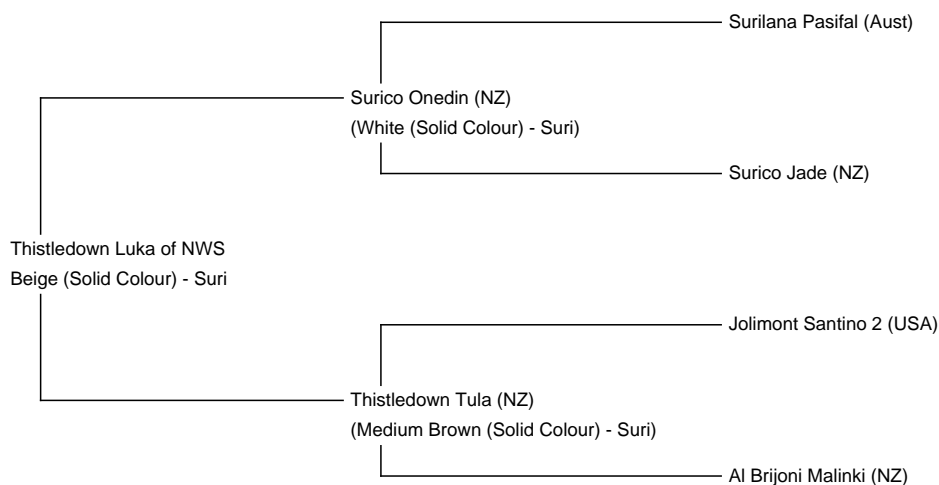 Surilana Pasifal (Aust)
Surico Onedin (NZ)
(White (Solid Colour) - Suri)
Surico Jade (NZ)
Thistledown Luka of NWS
Beige (Solid Colour) - Suri
Jolimont Santino 2 (USA)
Thistledown Tula (NZ)
(Medium Brown (Solid Colour) - Suri)
Al Brijoni Malinki (NZ)